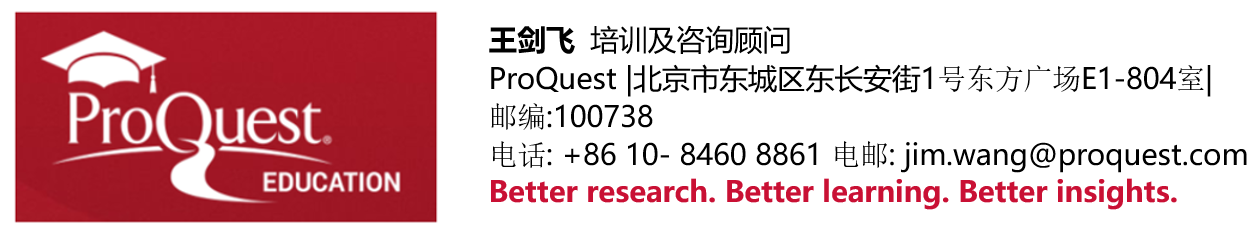 ProQuest®
EDUCATION
王剑飞 培训及咨询顾问
ProQuest |北京市东城区东长安街1号东方广场E1-804室|
邮编:100738
电话: +86 10- 8460 8861 电邮: jim.wang@proquest.com
Better research. Better learning. Better insights.